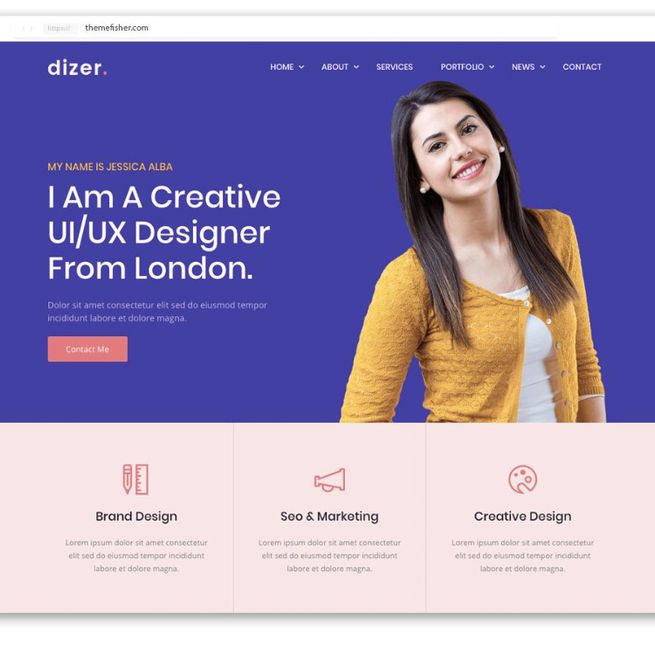 https:// themefisher.com
dizer.
HOME ABOUT SERVICES PORTFOLIO NEWS CONTACT
MY NAME IS JESSICA ALBA
I Am A Creative
UI/UX Designer
From London.
Dolor sit amet consectetur elit sed do eiusmod tempor
incididunt labore et dolore magna.
Contact Me
Brand Design
Lorem ipsum dolor sit amet consectetur
elit sed do eiusmod tempor incididunt
labore et dolore magna.
Seo & Marketing
Lorem ipsum dolor sit amet consectetur
elit sed do eiusmod tempor incididunt
labore et dolore magna.
Creative Design
Lorem ipsum dolor sit amet consectetur
elit sed do eiusmod tempor incididunt
labore et dolore magna.